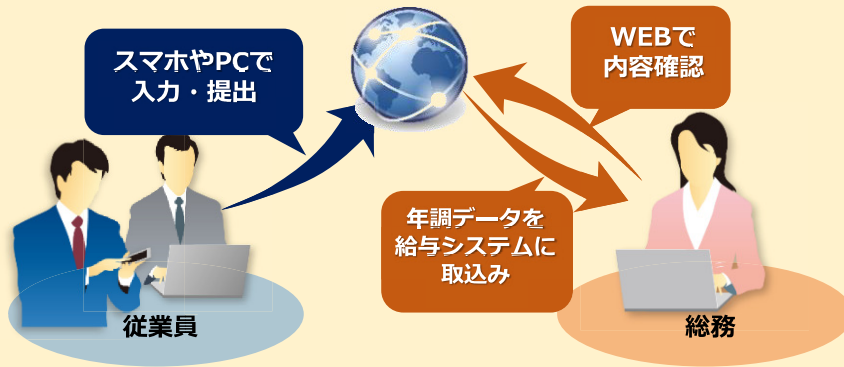 スマホやPCで
入力・提出
WEBで
内容確認
年調データを
給与システムに
取込み
従業員
総務